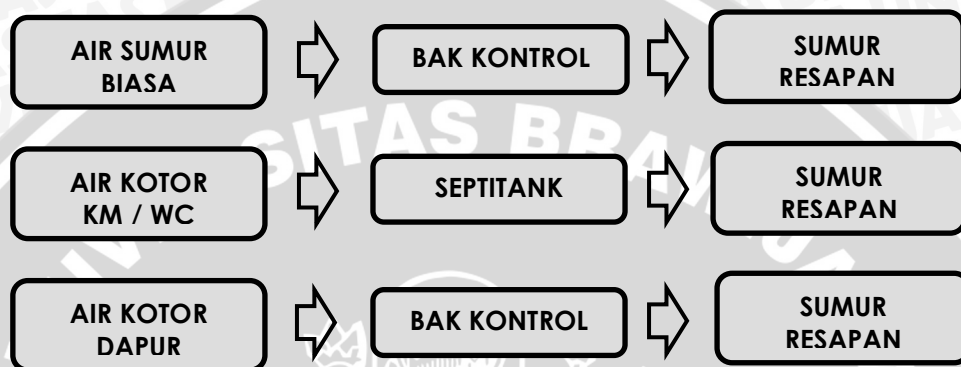 AIR SUMUR
BIASA
BAK KONTROL
SUMUR
RESAPAN
AIR KOTOR
KM / WC
SEPTITANK
SUMUR
RESAPAN
AIR KOTOR
DAPUR
BAK KONTROL
SUMUR
RESAPAN